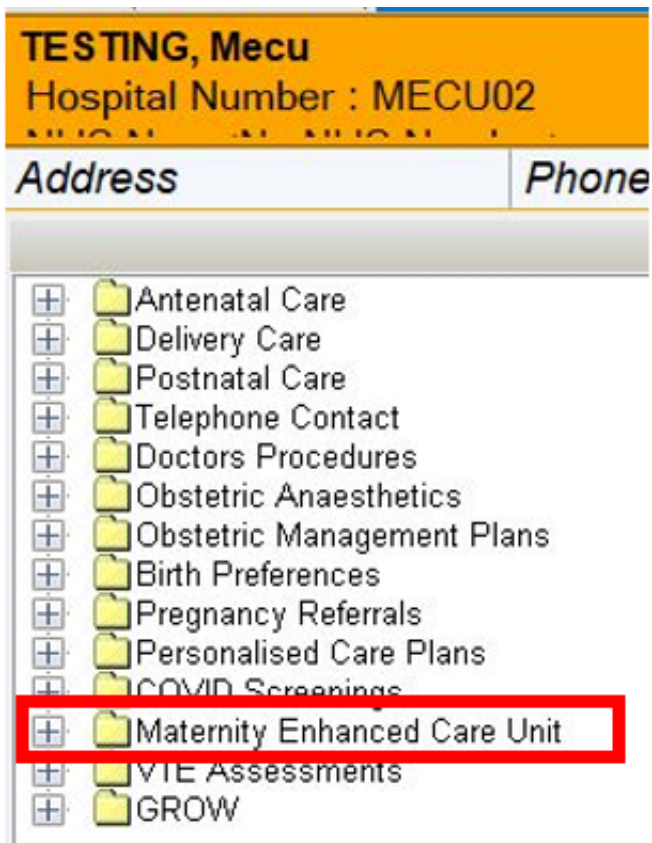 TESTING, Mecu
Hospital Number : MECU02
Address Phone
Antenatal Care
Delivery Care
Postnatal Care
Telephone Contact
Doctors Procedures
Obstetric Anaesthetics
Obstetric Management Plans
Birth Preferences
Pregnancy Referrals
Personalised Care Plans
COVID Screenings
Maternity Enhanced Care Unit
VTE Assessments
GROW